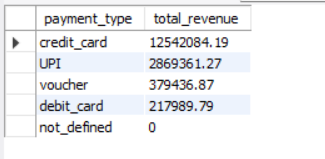 payment_type total_revenue
credit_card 12542084.19
UPI 2869361.27
voucher 379436.87
debit_card 217989.79
not_defined 0